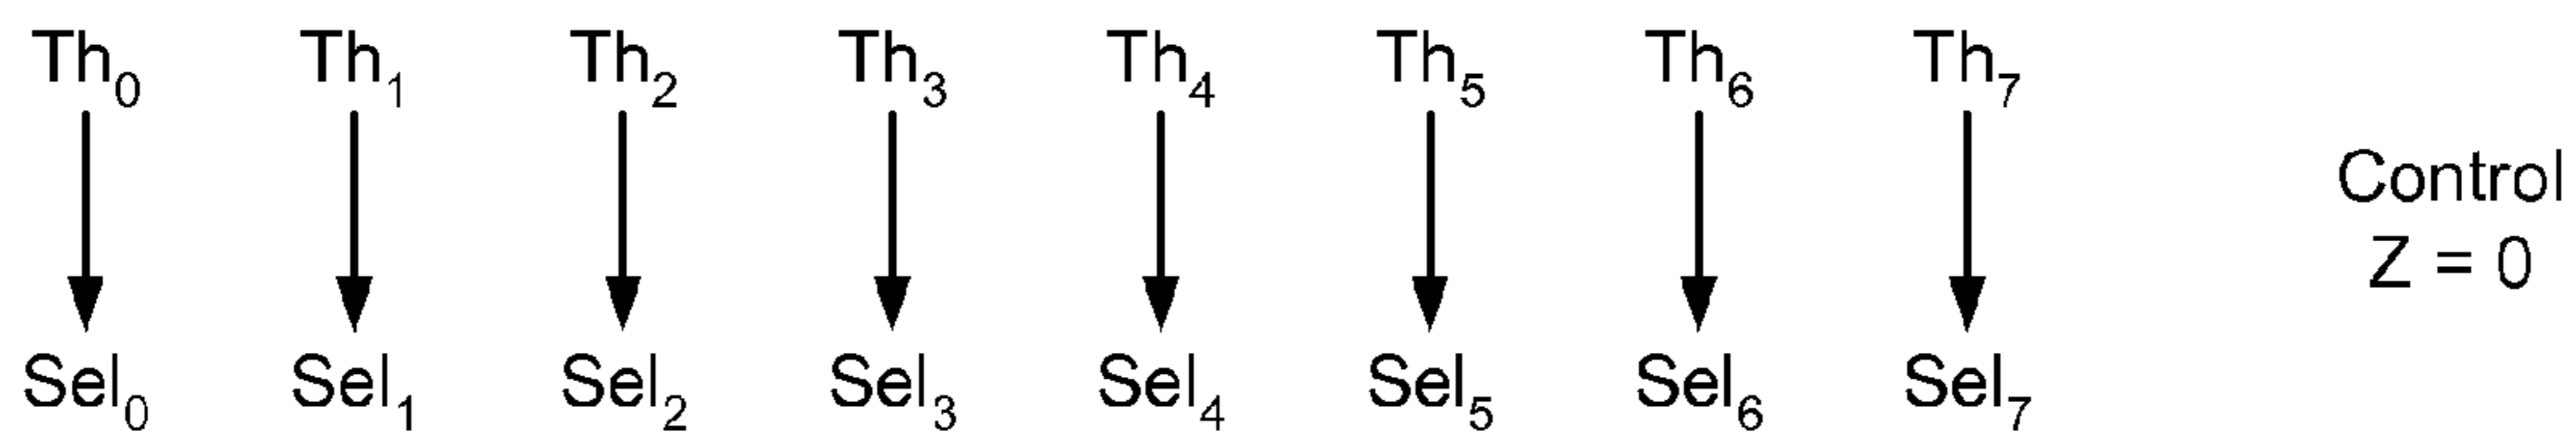 Th0 Th1 Th2 Th3 Th4 Th5 Th6 Th7
Control
Z = 0
Sel0 Sel1 Sel2 Sel3 Sel4 Sel5 Sel6 Sel7